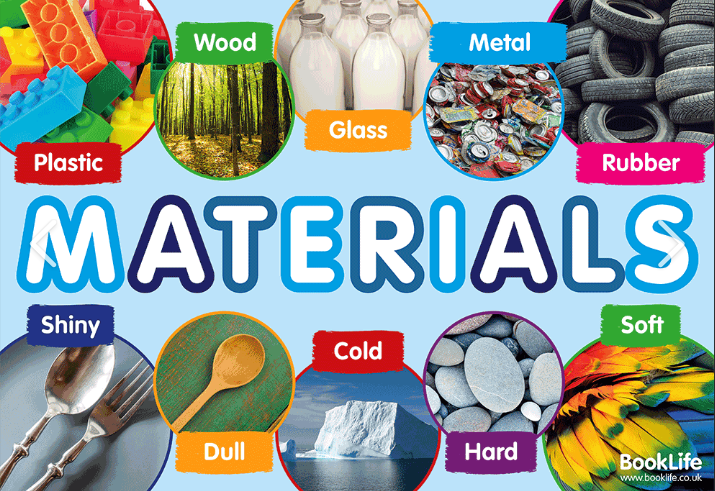 Wood
Metal
Glass
Plastic
Rubber
MATERIALS
Shiny
Soft
Cold
Dull
Hard
BookLife
www.booklife.co.uk